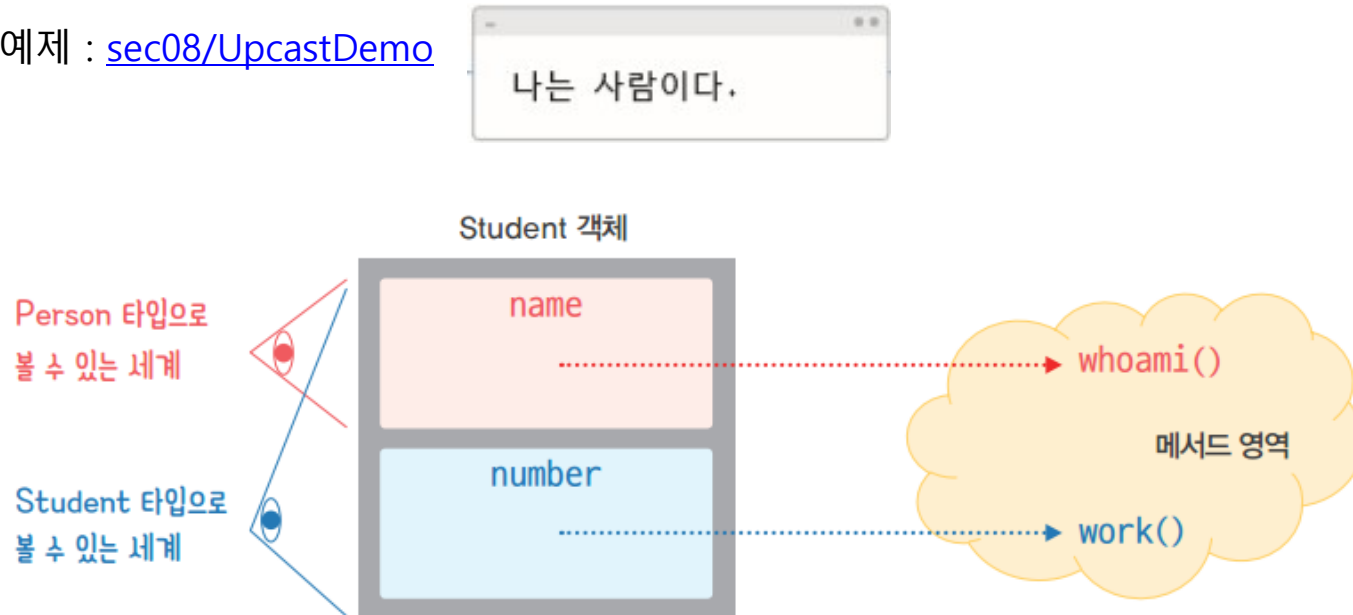 예제 : sec08/UpcastDemo
나는 사람이다.
Student 객체
Person 타입으로
볼 수 있는 세계
name
whoami()
메서드 영역
Student 타입으로
볼 수 있는 세계
number
work()